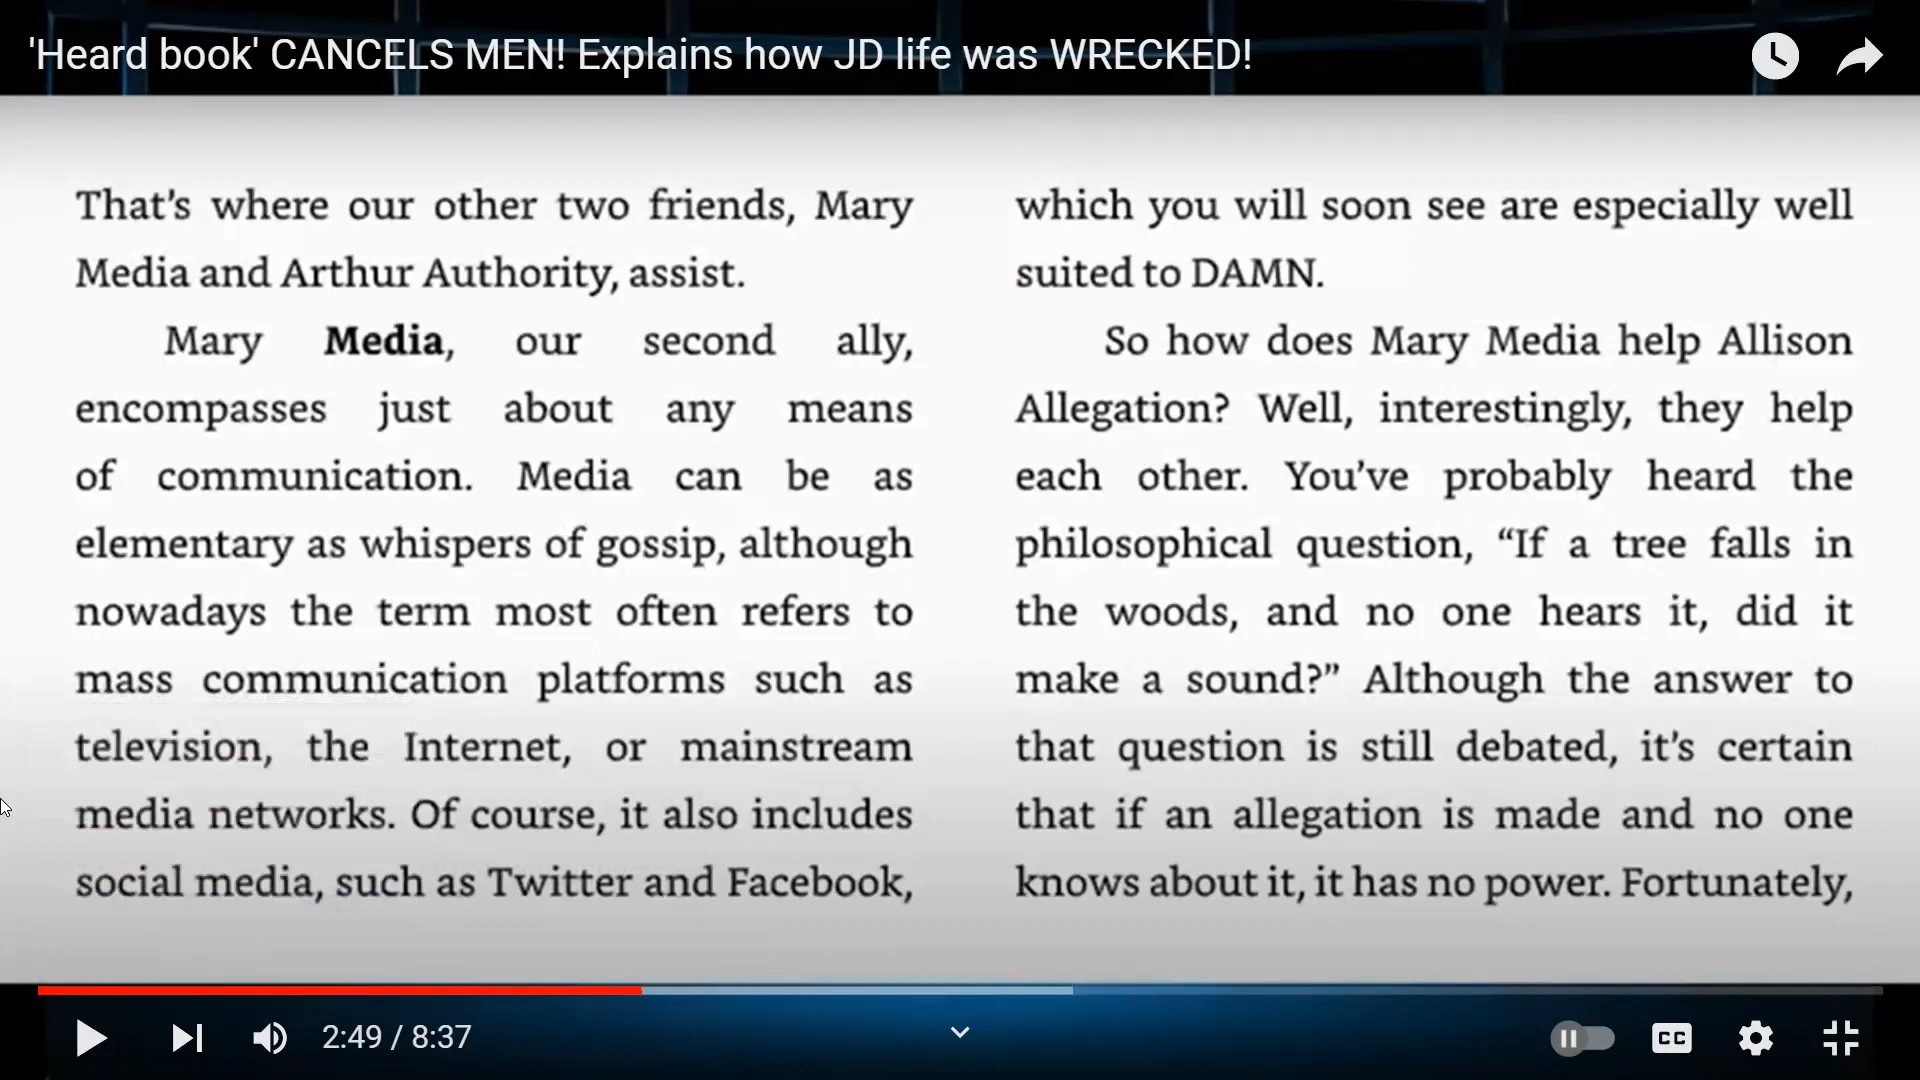 'Heard book' CANCELS MEN! Explains how JD life was WRECKED!
That's where our other two friends, Mary
Media and Arthur Authority, assist.
Mary Media, our second ally,
encompasses just about any means
of communication. Media can be as
elementary as whispers of gossip, although
nowadays the term most often refers to
mass communication platforms such as
television, the Internet, or mainstream
media networks. Of course, it also includes
social media, such as Twitter and Facebook,
which you will soon see are especially well
suited to DAMN.
So how does Mary Media help Allison
Allegation? Well, interestingly, they help
each other. You've probably heard the
philosophical question, “If a tree falls in
the woods, and no one hears it, did it
make a sound?” Although the answer to
that question is still debated, it's certain
that if an allegation is made and no one
knows about it, it has no power. Fortunately,
2:49 / 8:37
CC